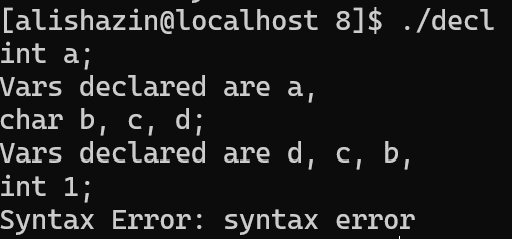 [alishazin@localhost 8]$ ./decl
int a;
Vars declared are a,
char b, c, d;
Vars declared are d, c, b,
int 1;
Syntax Error: syntax error